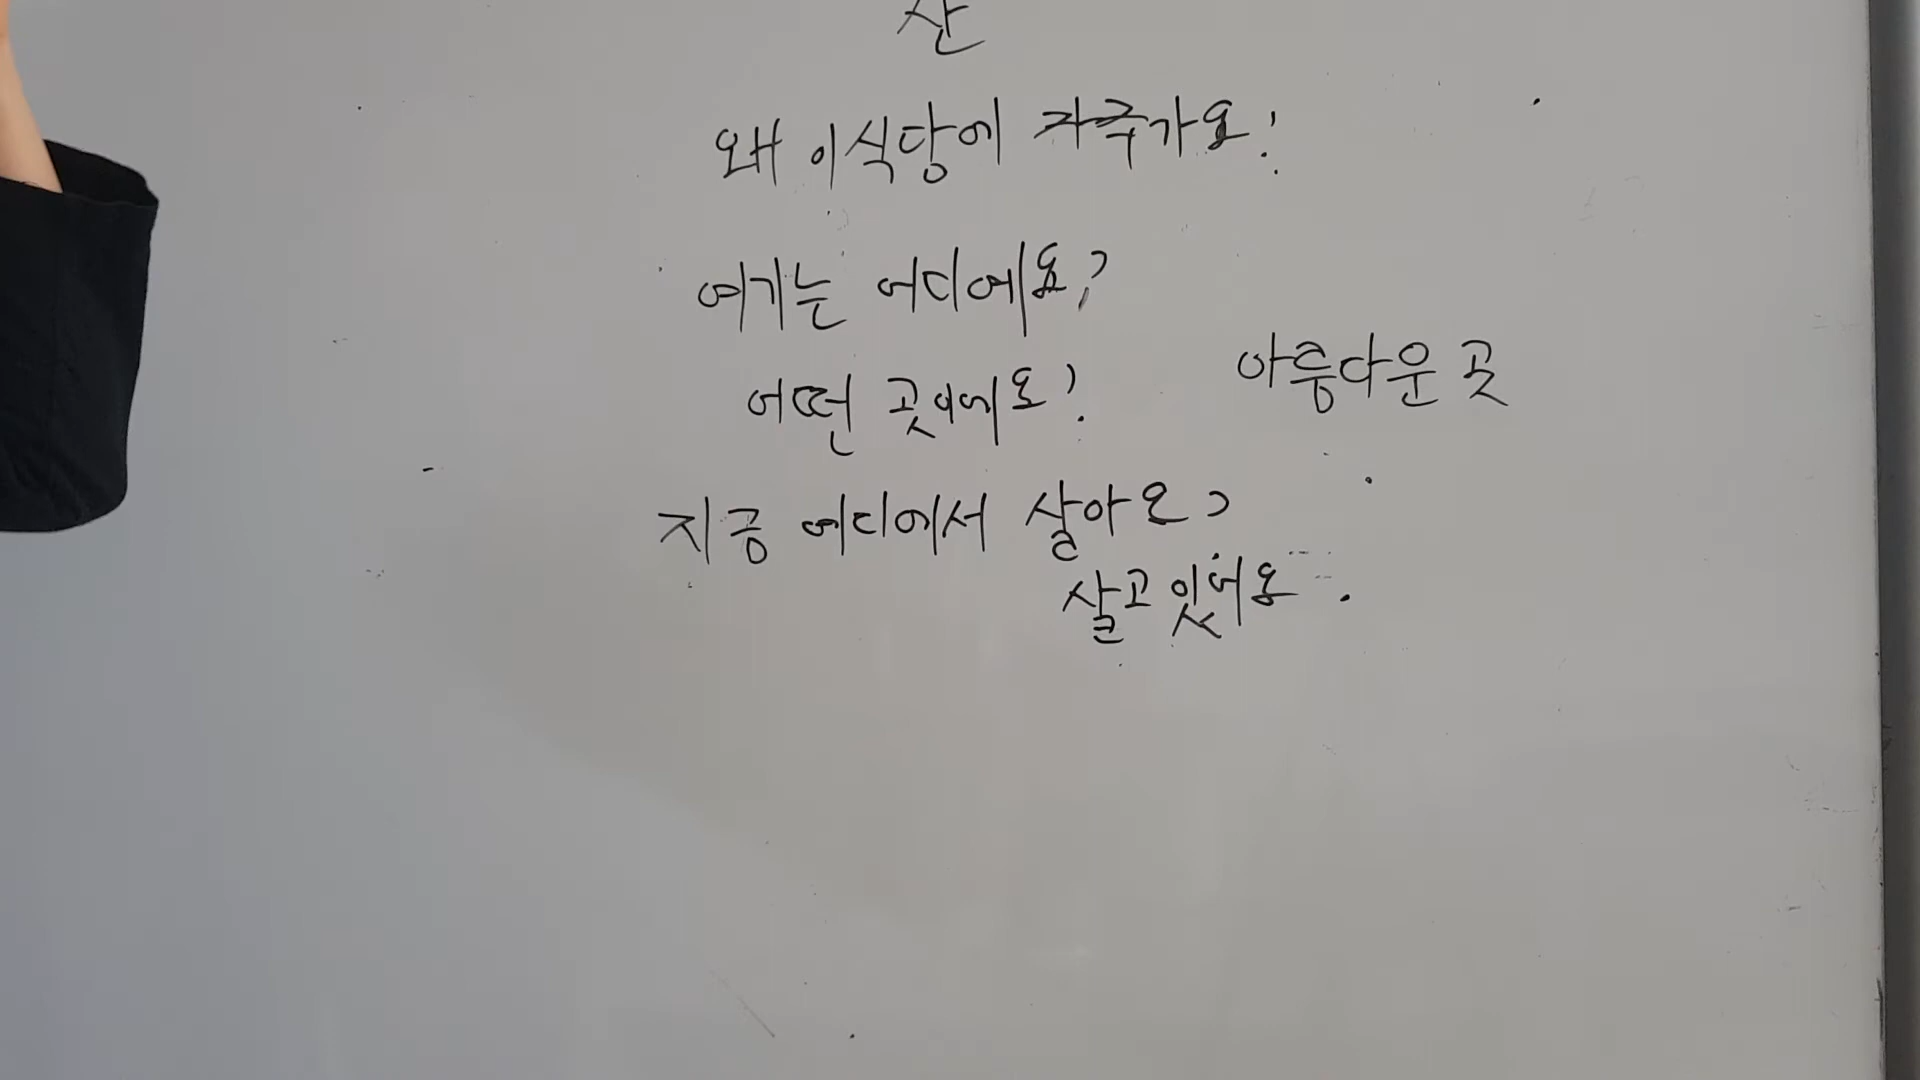 산
왜 이 식당에 자주 가요?
여기는 어디에요?
어떤 곳이에요?
아름다운 곳
지금 어디에서 살아요?
살고 있어요.